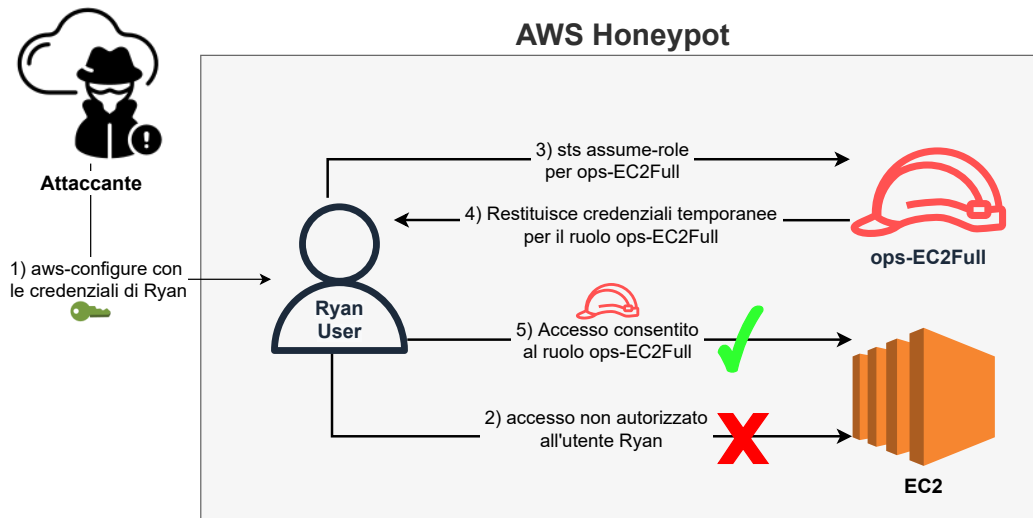 AWS Honeypot
Attaccante
1) aws-configure con
le credenziali di Ryan
Ryan
User
3) sts assume-role
per ops-EC2Full
4) Restituisce credenziali temporanee
per il ruolo ops-EC2Full
ops-EC2Full
5) Accesso consentito
al ruolo ops-EC2Full
2) accesso non autorizzato
all'utente Ryan
EC2